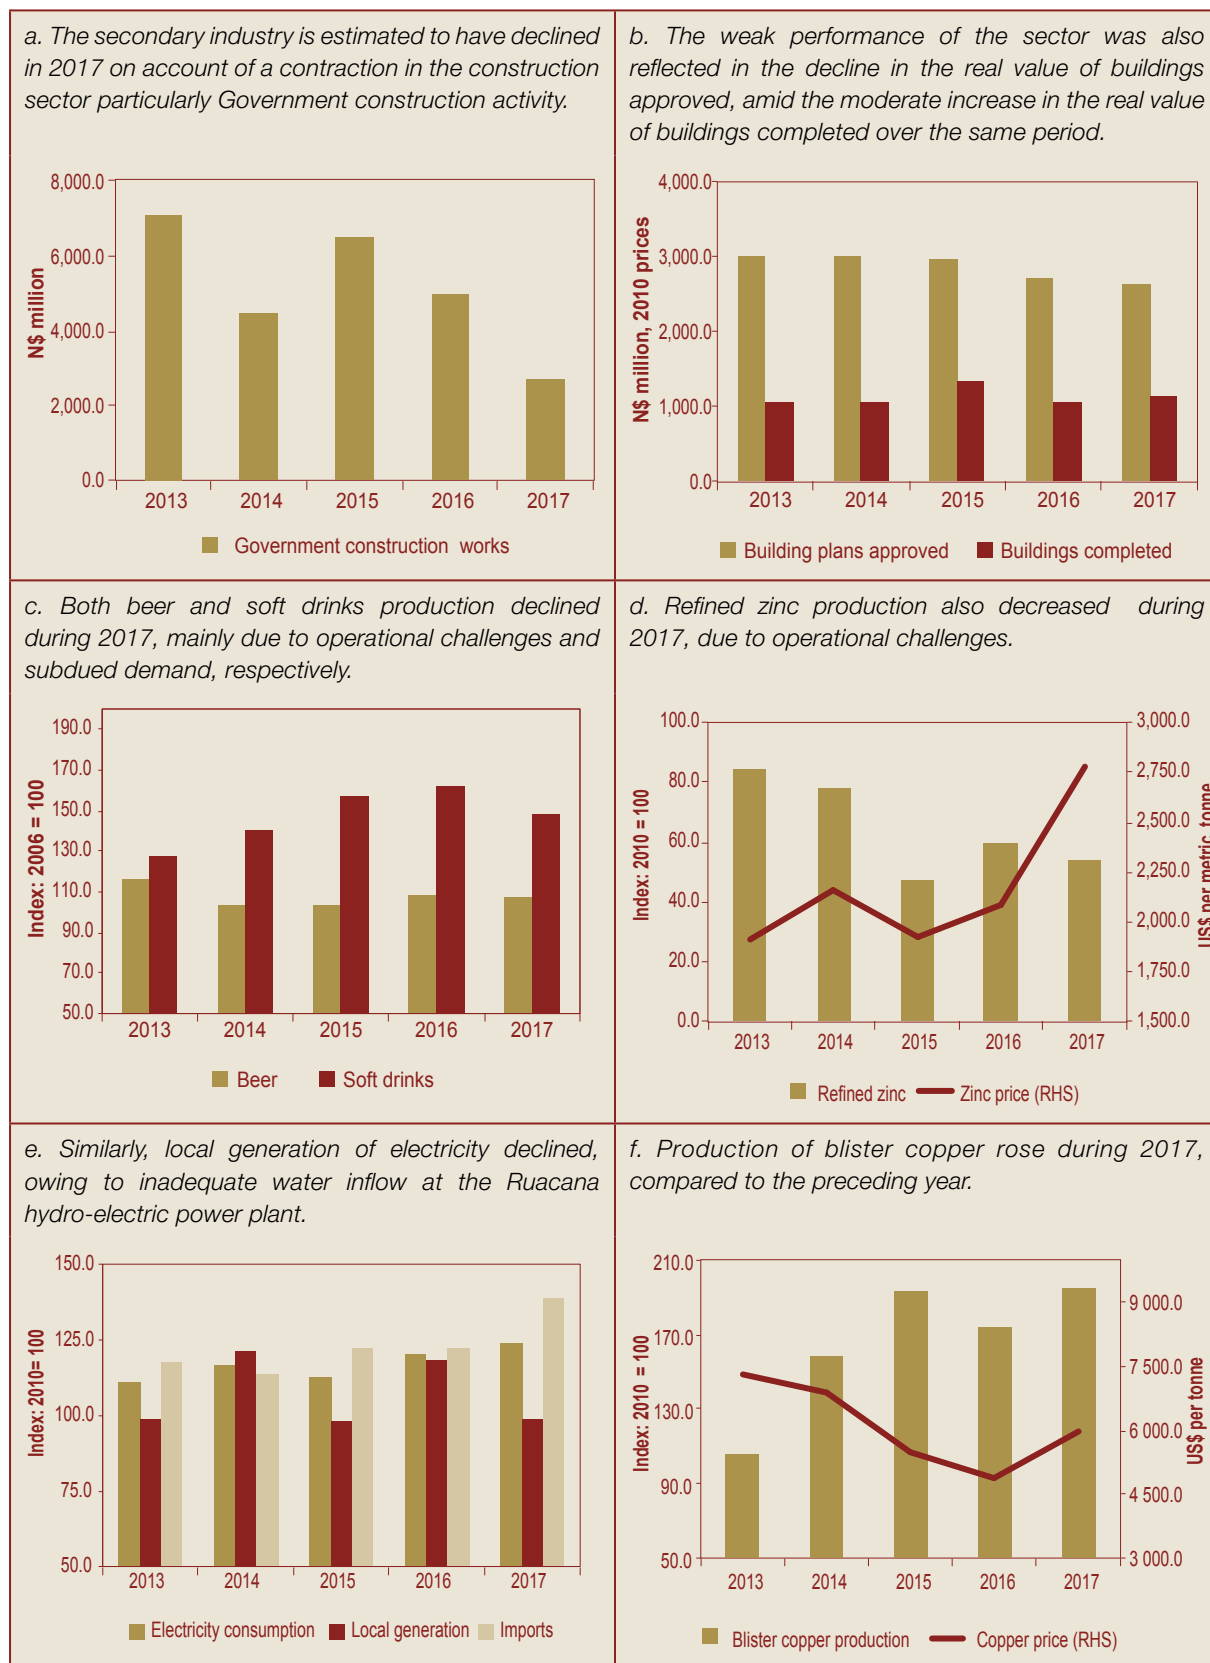 a. The secondary industry is estimated to have declined
in 2017 on account of a contraction in the construction
sector particularly Government construction activity.
N$ million
8,000.0
6,000.0
4,000.0
2,000.0
0.0
2013 2014 2015 2016 2017
Government construction works
b. The weak performance of the sector was also
reflected in the decline in the real value of buildings
approved, amid the moderate increase in the real value
of buildings completed over the same period.
N$ million, 2010 prices
4,000.0
3,000.0
2,000.0
1,000.0
0.0
2013 2014 2015 2016 2017
Building plans approved Buildings completed
c. Both beer and soft drinks production declined
during 2017, mainly due to operational challenges and
subdued demand, respectively.
Index: 2006 = 100
190.0
170.0
150.0
130.0
110.0
90.0
70.0
50.0
2013 2014 2015 2016 2017
Beer Soft drinks
d. Refined zinc production also decreased during
2017, due to operational challenges.
Index: 2010 = 100
100.0
80.0
60.0
40.0
20.0
0.0
3,000.0
2,750.0
2,500.0
2,250.0
2,000.0
1,750.0
1,500.0
US$ per metric tonne
2013 2014 2015 2016 2017
Refined zinc Zinc price (RHS)
e. Similarly, local generation of electricity declined,
owing to inadequate water inflow at the Ruacana
hydro-electric power plant.
Index: 2010= 100
150.0
125.0
100.0
75.0
50.0
2013 2014 2015 2016 2017
Electricity consumption Local generation Imports
f. Production of blister copper rose during 2017,
compared to the preceding year.
Index: 2010 = 100
210.0
170.0
130.0
90.0
50.0
9 000.0
7 500.0
6 000.0
4 500.0
3 000.0
US$ per tonne
2013 2014 2015 2016 2017
Blister copper production Copper price (RHS)